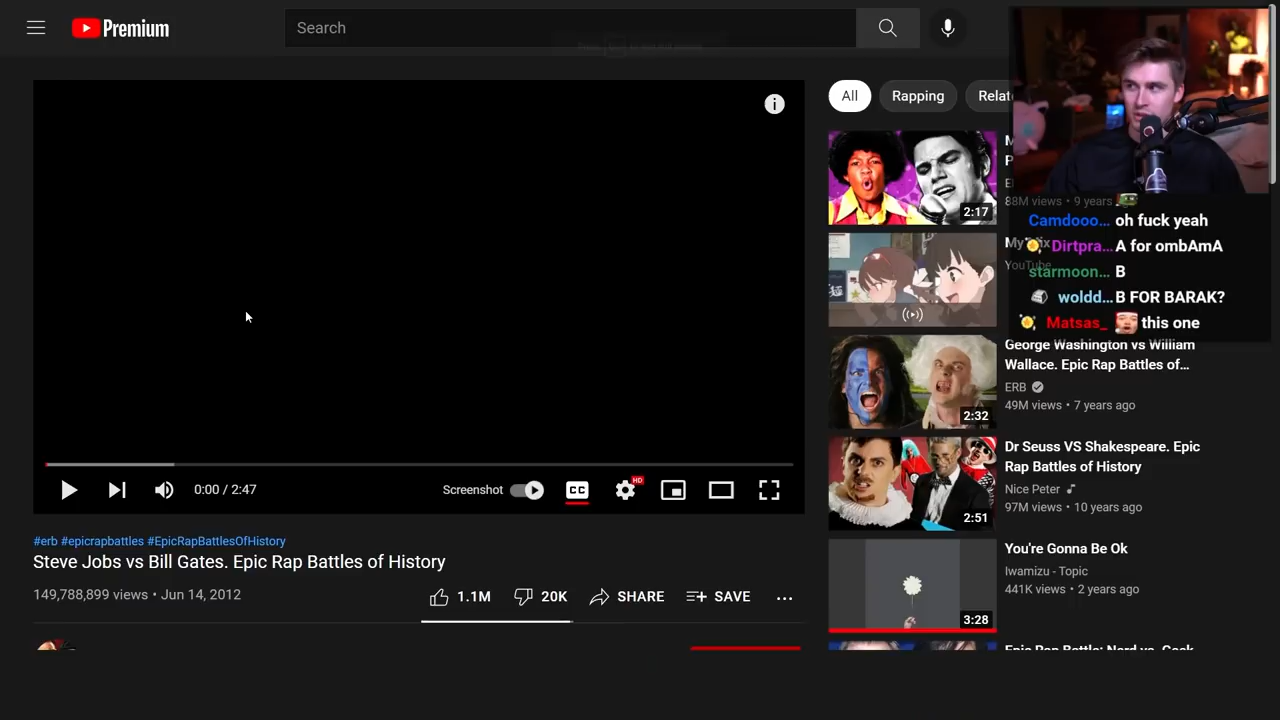 Premium
Search
All
Rapping
2:17
88M views • 9 years
YouTube
Camdooo... oh fuck yeah
Dirtpra... A for ombAmA
starmoon... B
woldd... B FOR BARAK?
Matsas_ this one
George Washington vs William
Wallace. Epic Rap Battles of...
ERB
49M views • 7 years ago
2:32
Dr Seuss VS Shakespeare. Epic
Rap Battles of History
Nice Peter
97M views • 10 years ago
2:51
You're Gonna Be Ok
Iwamizu - Topic
441K views • 2 years ago
3:28
0:00 / 2:47
Screenshot
CC
HD
#erb #epicrapbattles #EpicRapBattlesOfHistory
Steve Jobs vs Bill Gates. Epic Rap Battles of History
149,788,899 views • Jun 14, 2012
1.1M
20K
SHARE
SAVE